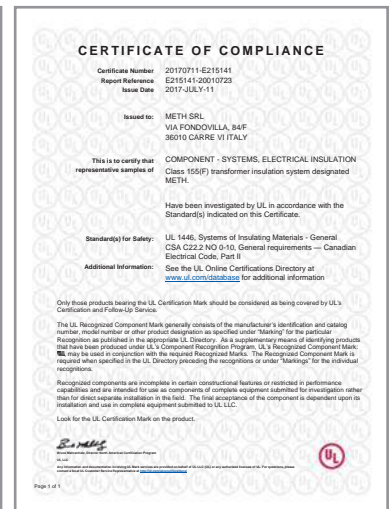 CERTIFICATE OF COMPLIANCE
Certificate Number 20170711-E215141
Report Reference E215141-20010723
Issue Date 2017-JULY-11
Issued to: METH SRL
VIA FONDOVILLA, 84/F
36010 CARRE VI ITALY
This is to certify that COMPONENT - SYSTEMS, ELECTRICAL INSULATION
representative samples of Class 155(F) transformer insulation system designated
METH.
Have been investigated by UL in accordance with the
Standard(s) indicated on this Certificate.
Standard(s) for Safety: UL 1446, Systems of Insulating Materials - General
CSA C22.2 NO 0-10, General requirements — Canadian
Electrical Code, Part II
Additional Information: See the UL Online Certifications Directory at
www.ul.com/database for additional information
Only those products bearing the UL Certification Mark should be considered as being covered by UL's
Certification and Follow-Up Service.
The UL Recognized Component Mark generally consists of the manufacturer's identification and catalog
number, model number or other product designation as specified under "Marking" for the particular
Recognition as published in the appropriate UL Directory. As a supplementary means of identifying products
that have been produced under UL's Component Recognition Program, UL's Recognized Component Mark:
may be used in conjunction with the required Recognized Marks. The Recognized Component Mark is
required when specified in the UL Directory preceding the recognitions or under "Markings" for the individual
recognitions.
Recognized components are incomplete in certain constructional features or restricted in performance
capabilities and are intended for use as components of complete equipment submitted for investigation rather
than for direct separate installation in the field. The final acceptance of the component is dependent upon its
installation and use in complete equipment submitted to UL LLC.
Look for the UL Certification Mark on the product.
UL
Page 1 of 1